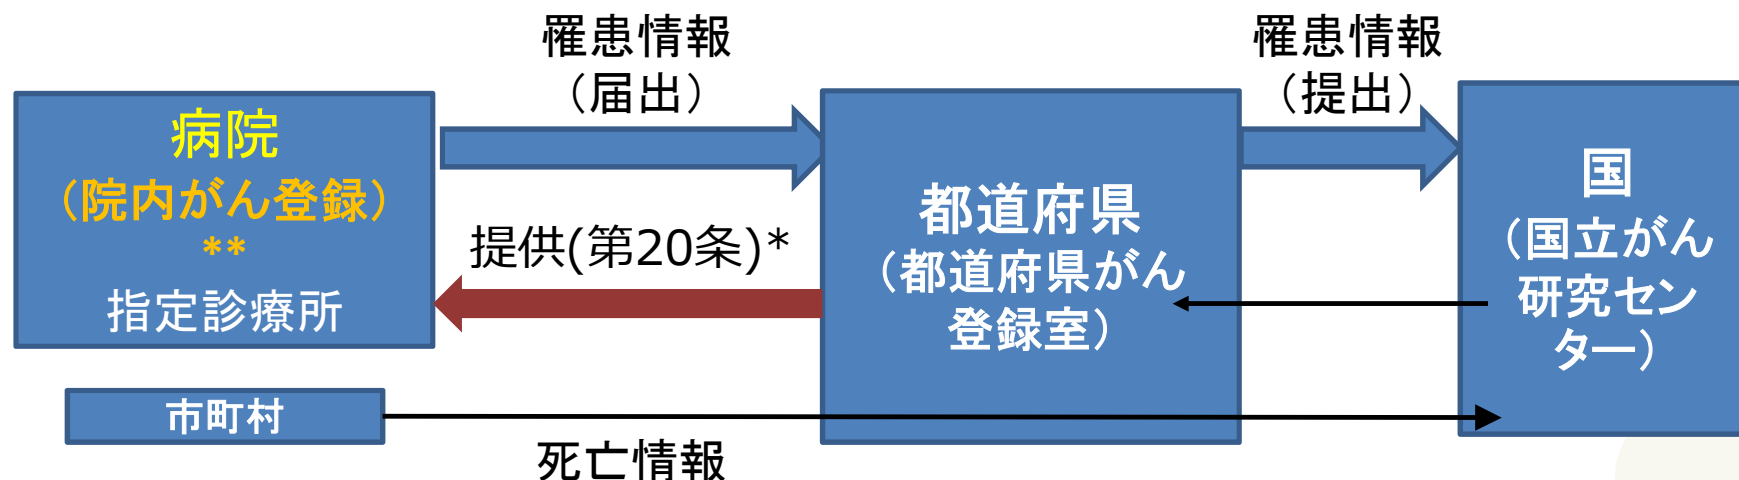 罹患情報
（届出）
罹患情報
（提出）
病院
（院内がん登録）
**
指定診療所
提供(第20条)*
都道府県
（都道府県がん
登録室）
国
（国立がん
研究セン
ター）
市町村
死亡情報